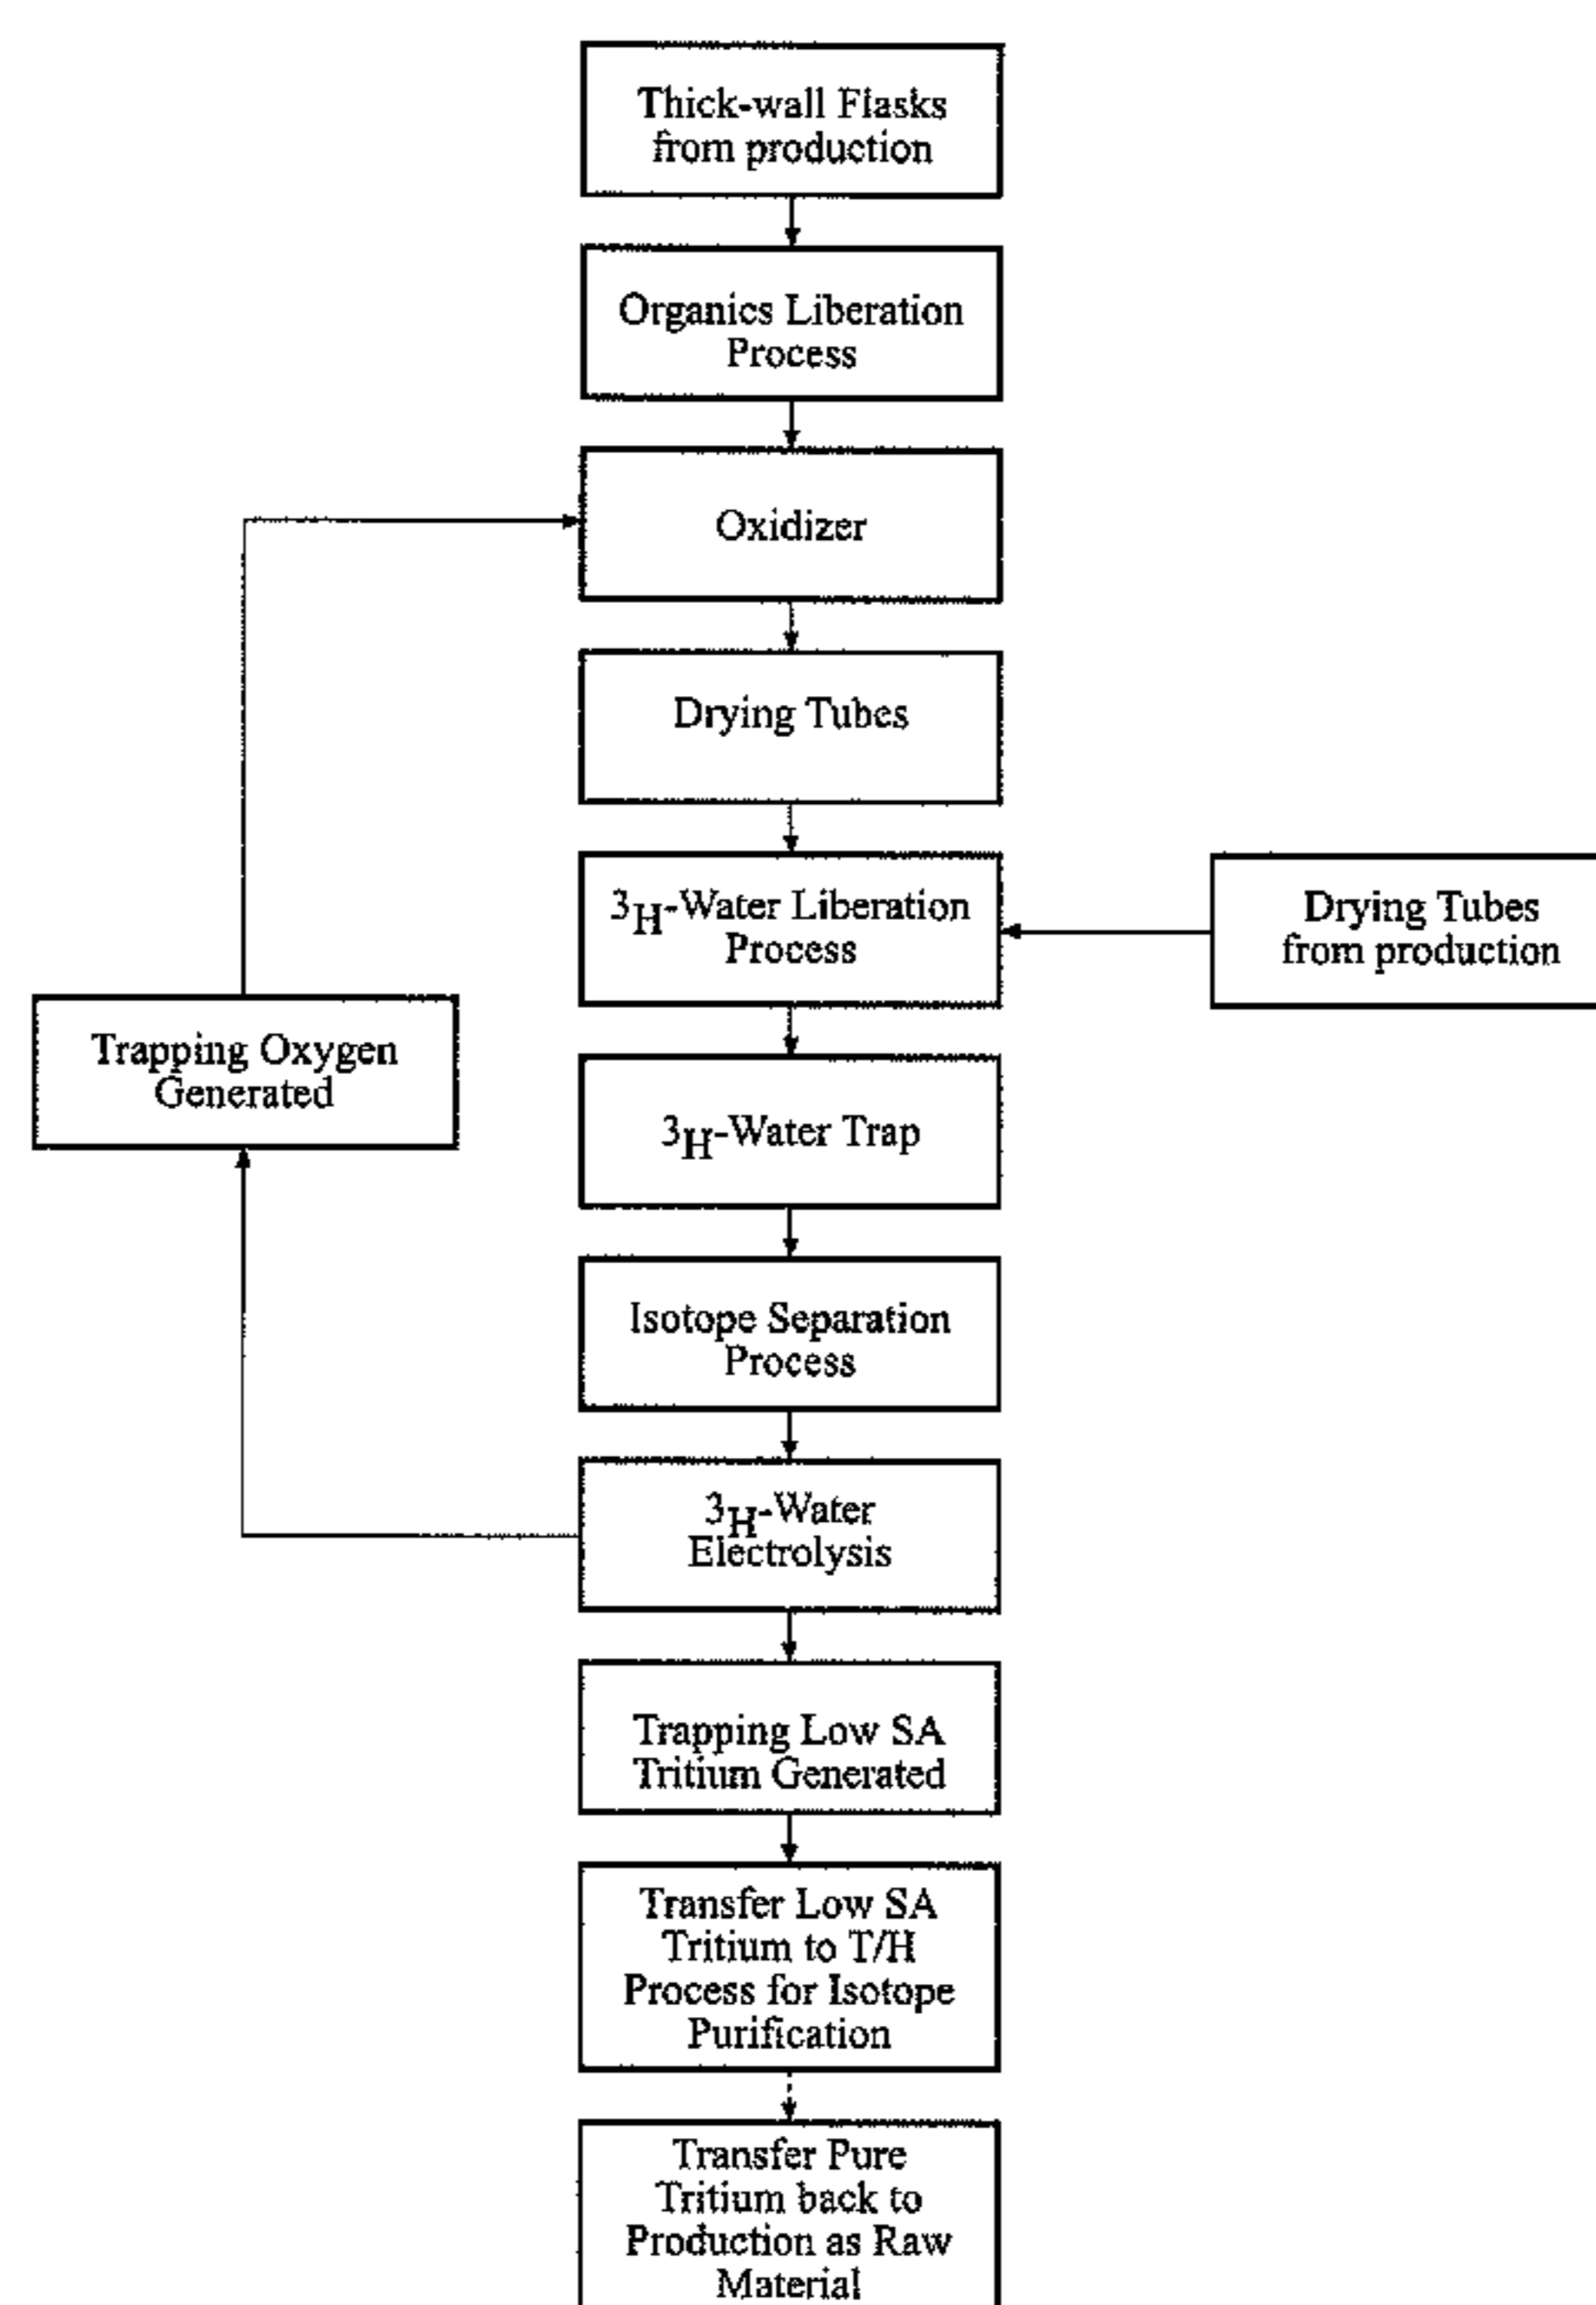 Thick-wall Flasks
from production
Organics Liberation
Process
Oxidizer
Drying Tubes
3H-Water Liberation
Process
Drying Tubes
from production
Trapping Oxygen
Generated
3H-Water Trap
Isotope Separation
Process
3H-Water
Electrolysis
Trapping Low SA
Tritium Generated
Transfer Low SA
Tritium to T/H
Process for Isotope
Purification
Transfer Pure
Tritium back to
Production as Raw
Material